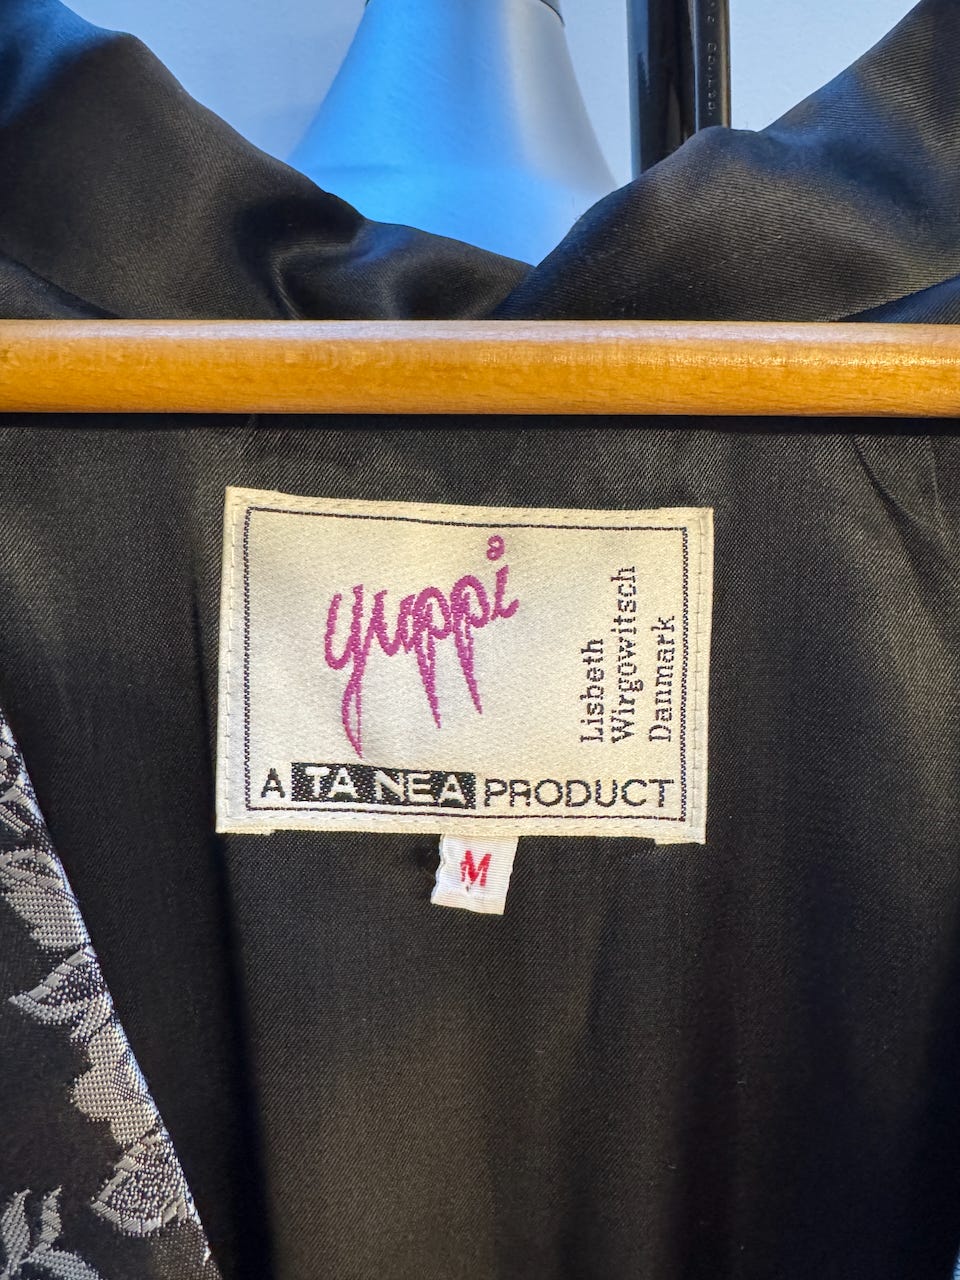 yuppi
Lisbeth
Wirgowitsch
Danmark
A TA NEA PRODUCT
M